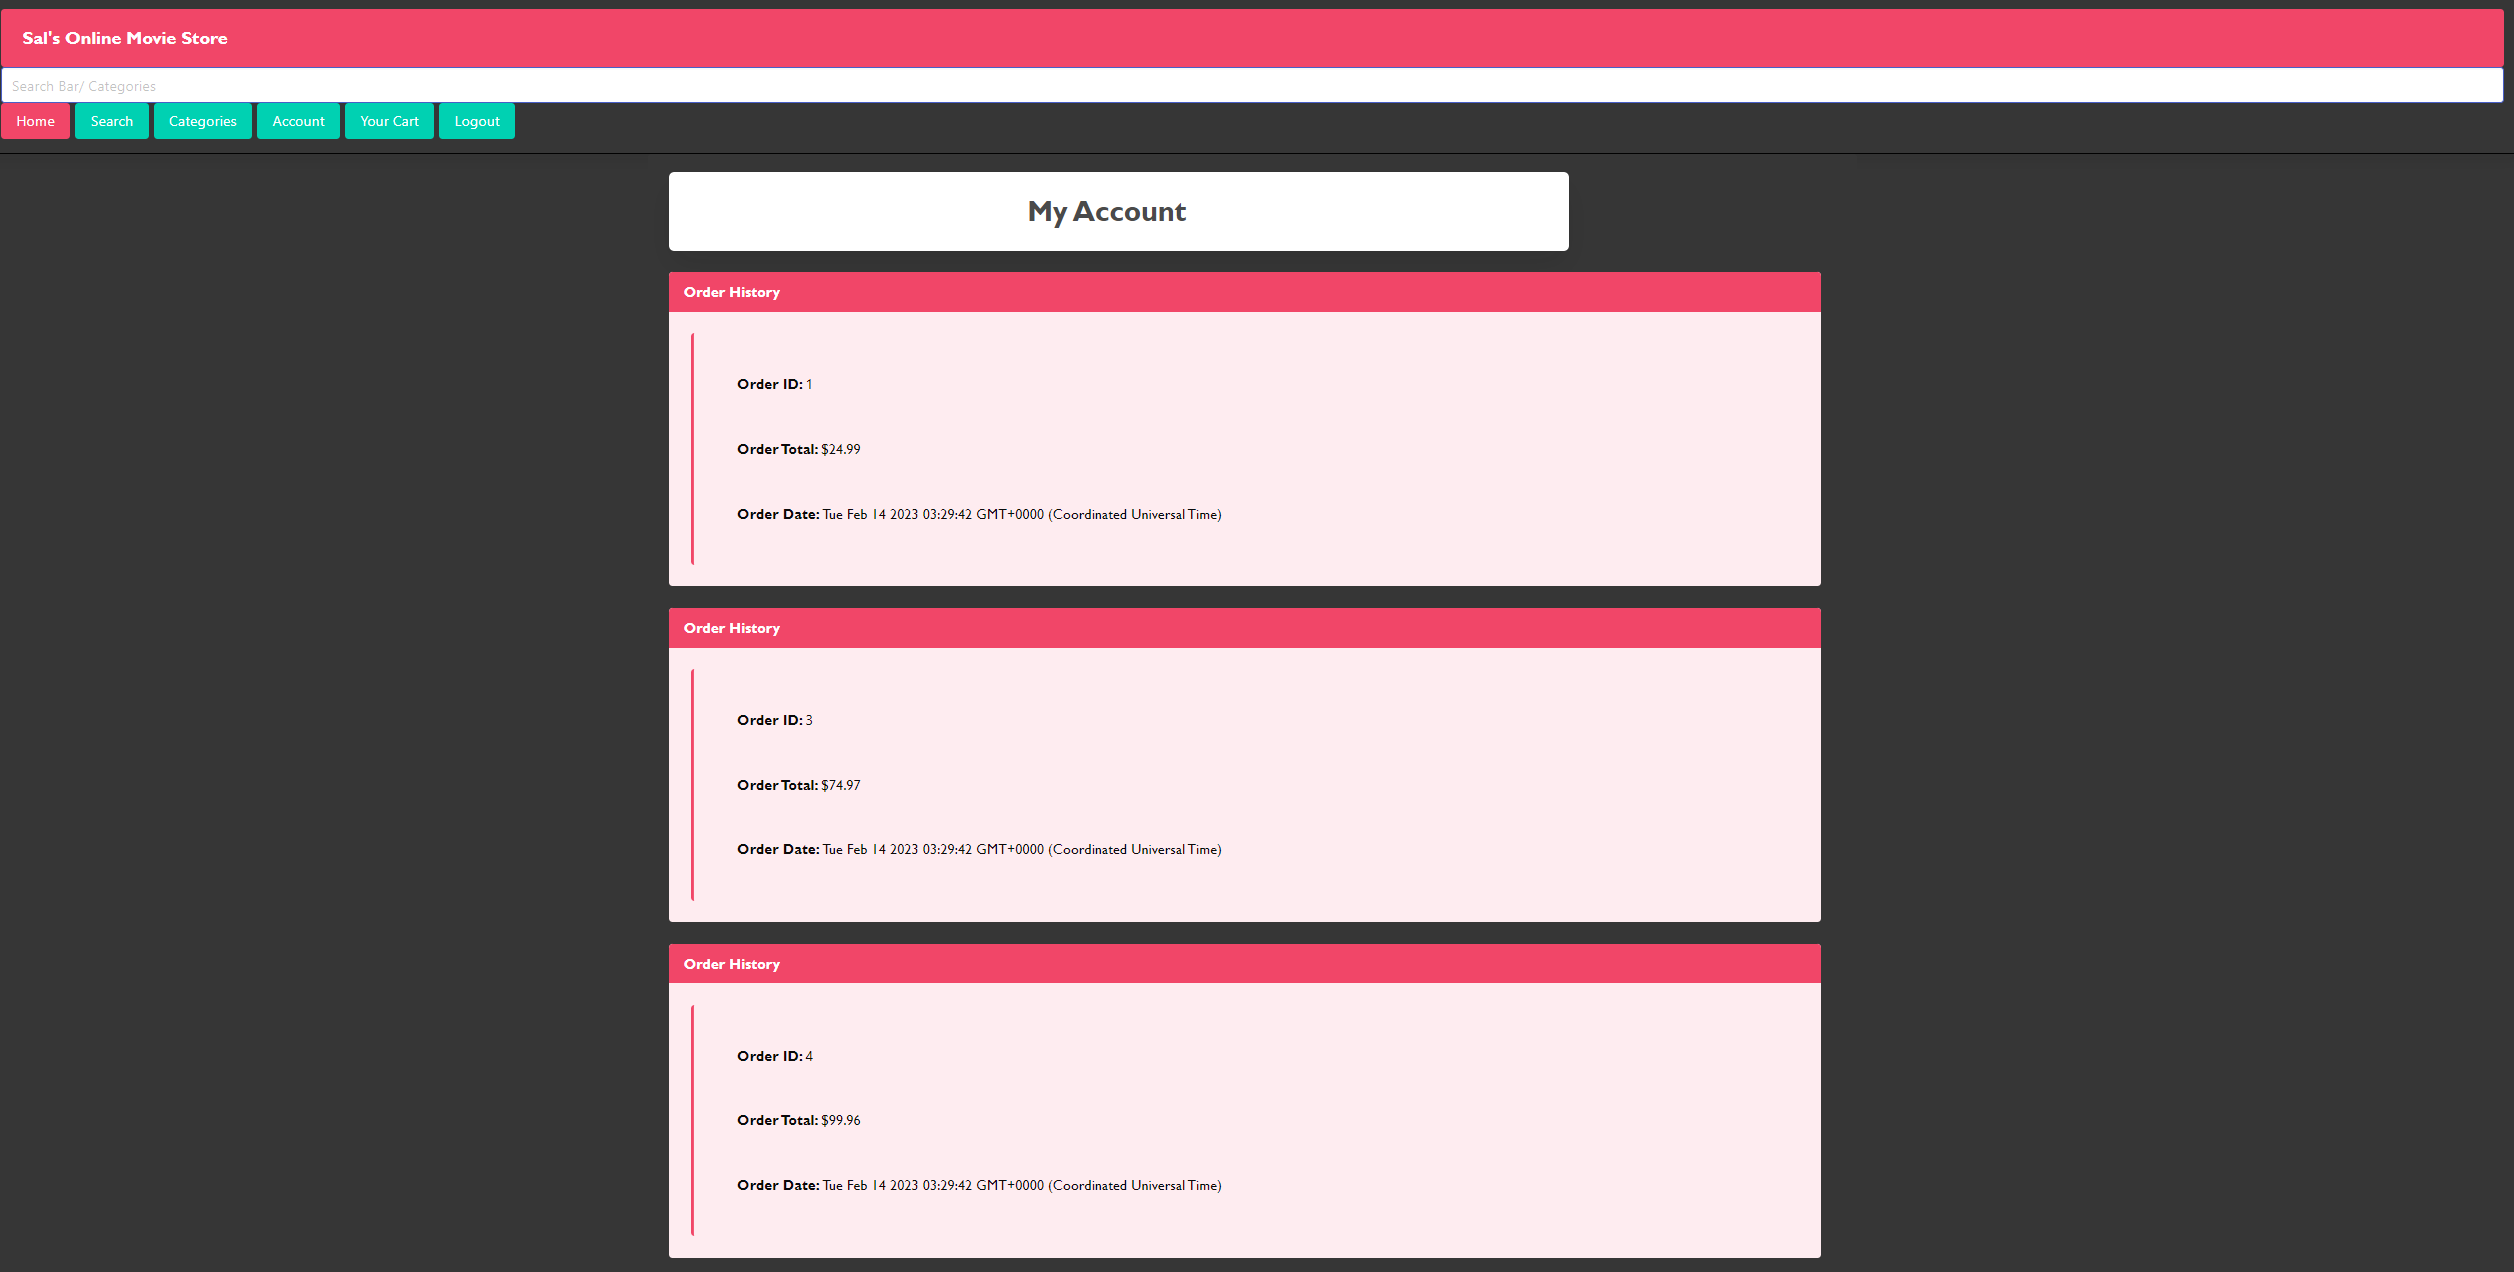 Sal's Online Movie Store
Search Bar/ Categories
Home Search Categories Account Your Cart Logout
My Account
Order History
Order ID: 1
Order Total: $24.99
Order Date: Tue Feb 14 2023 03:29:42 GMT+0000 (Coordinated Universal Time)
Order History
Order ID: 3
Order Total: $74.97
Order Date: Tue Feb 14 2023 03:29:42 GMT+0000 (Coordinated Universal Time)
Order History
Order ID: 4
Order Total: $99.96
Order Date: Tue Feb 14 2023 03:29:42 GMT+0000 (Coordinated Universal Time)